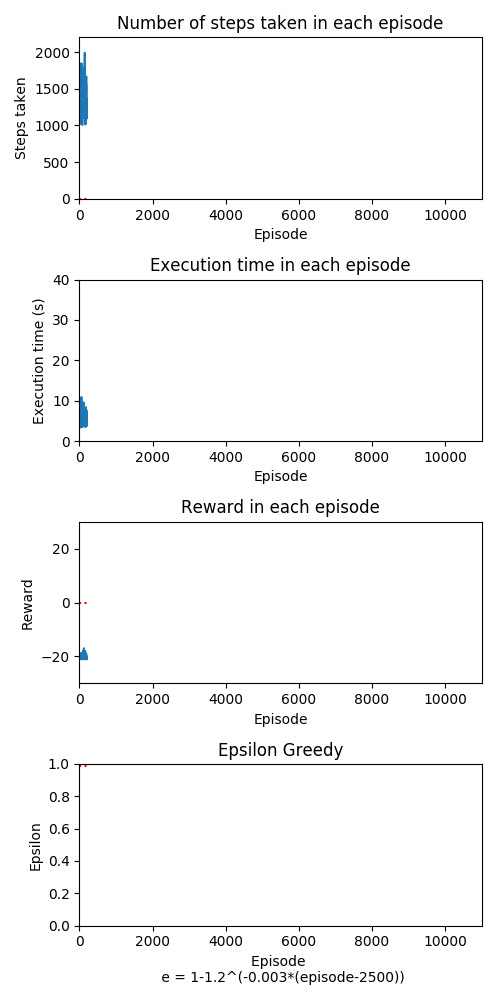 Number of steps taken in each episode
2000
1500
1000
500
0
Steps taken
0 2000 4000 6000 8000 10000
Episode
Execution time in each episode
40
30
20
10
0
Execution time (s)
0 2000 4000 6000 8000 10000
Episode
Reward in each episode
20
0
−20
Reward
0 2000 4000 6000 8000 10000
Episode
Epsilon Greedy
1.0
0.8
0.6
0.4
0.2
0.0
Epsilon
0 2000 4000 6000 8000 10000
Episode
e = 1-1.2^(-0.003*(episode-2500))